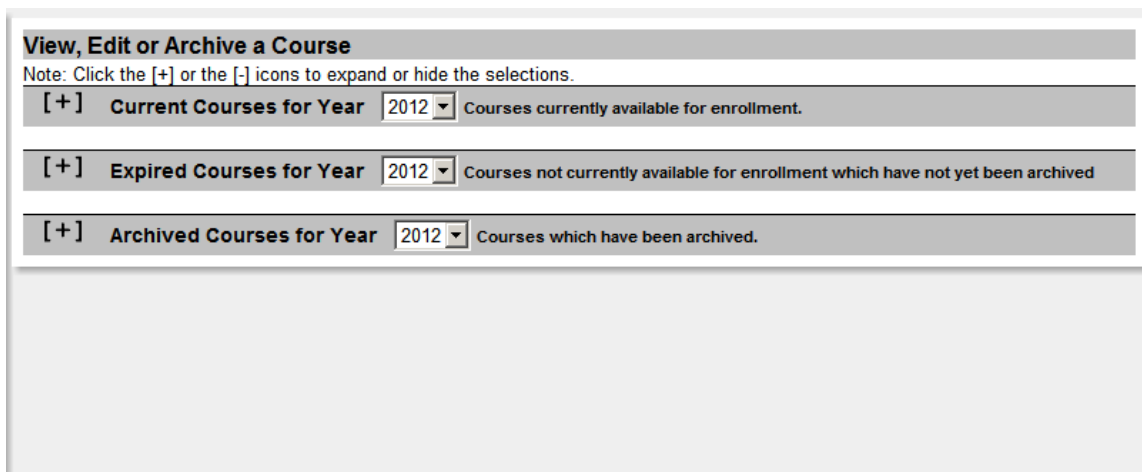 View, Edit or Archive a Course
Note: Click the [+] or the [-] icons to expand or hide the selections.
[+] Current Courses for Year 2012 Courses currently available for enrollment.
[+] Expired Courses for Year 2012 Courses not currently available for enrollment which have not yet been archived
[+] Archived Courses for Year 2012 Courses which have been archived.